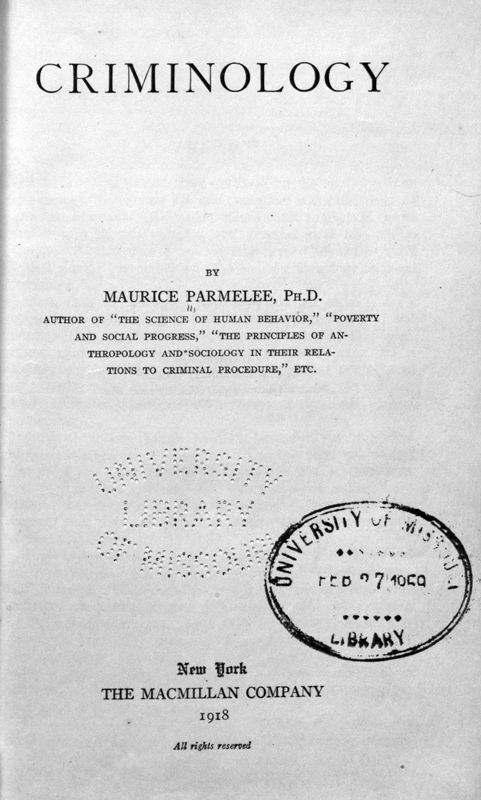 CRIMINOLOGY
BY
MAURICE PARMELEE, PH.D.
AUTHOR OF "THE SCIENCE OF HUMAN BEHAVIOR," "POVERTY
AND SOCIAL PROGRESS," "THE PRINCIPLES OF AN-
THROPOLOGY AND SOCIOLOGY IN THEIR RELA-
TIONS TO CRIMINAL PROCEDURE," ETC.
UNIVERSITY
LIBRARY
OF MISSOURI
UNIVERSITY OF MISSOURI
FEB 27
LIBRARY
New York
THE MACMILLAN COMPANY
1918
All rights reserved